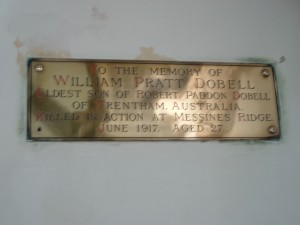 TO THE MEMORY OF
WILLIAM PRATT DOBELL
ELDEST SON OF ROBERT PARDON DOBELL
OF TRENTHAM, AUSTRALIA.
KILLED IN ACTION AT MESSINES RIDGE
JUNE 1917. AGED 27.